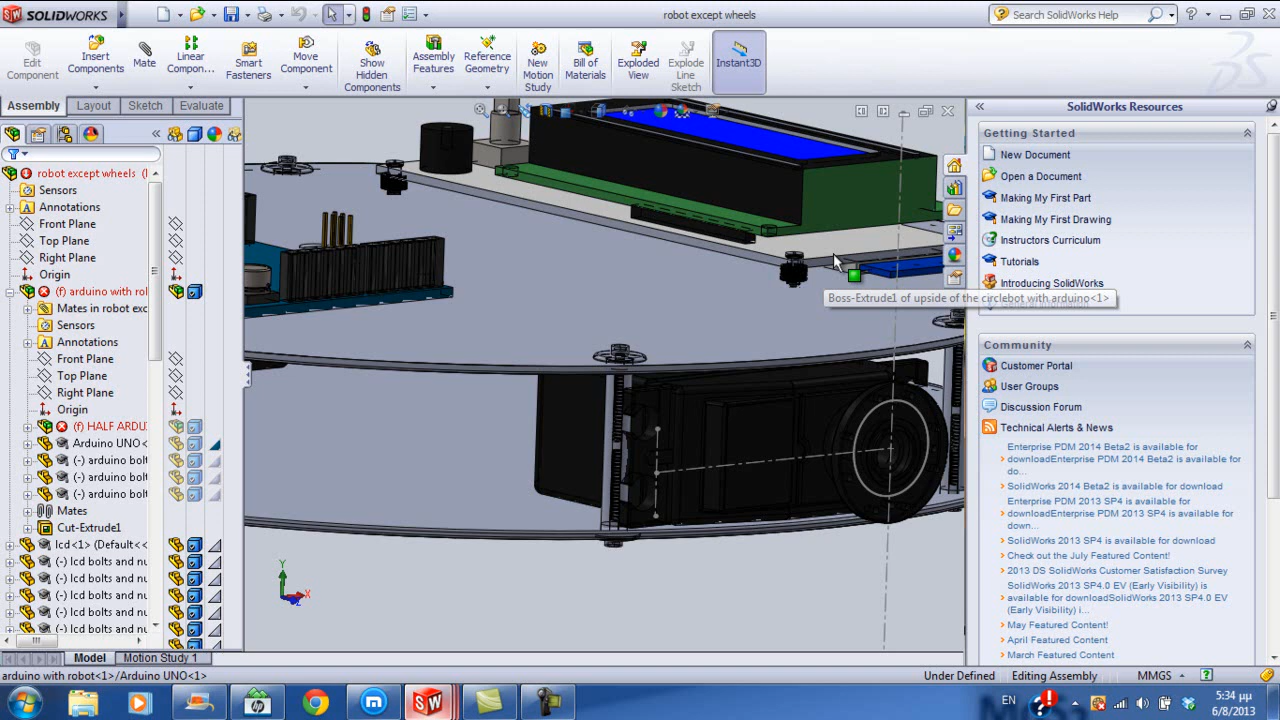 SOLIDWORKS
robot except wheels
Search SolidWorks Help
Edit
Component
Insert
Components
Mate
Linear
Compon...
Smart
Fasteners
Move
Component
Show
Hidden
Components
Assembly
Features
Reference
Geometry
New
Motion
Study
Bill of
Materials
Exploded
View
Explode
Line
Sketch
Instant3D
Assembly
Layout
Sketch
Evaluate
robot except wheels (
Sensors
Annotations
Front Plane
Top Plane
Right Plane
Origin
(f) arduino with rol
Mates in robot exc
Sensors
Annotations
Front Plane
Top Plane
Right Plane
Origin
(f) HALF ARDU
Arduino UNO<
(-) arduino bolt
(-) arduino bolt
(-) arduino bolt
Mates
Cut-Extrude1
lcd<1> (Default<<
(-) lcd bolts and nu
(-) lcd bolts and nu
(-) lcd bolts and nu
(-) lcd bolts and nu
(-) lcd bolts and nu
Boss-Extrude1 of upside of the circlebot with arduino<1>
Y
X
SolidWorks Resources
Getting Started
New Document
Open a Document
Making My First Part
Making My First Drawing
Instructors Curriculum
Tutorials
Introducing SolidWorks
Community
Customer Portal
User Groups
Discussion Forum
Technical Alerts & News
Enterprise PDM 2014 Beta2 is available for
downloadEnterprise PDM 2014 Beta2 is available for
do...
SolidWorks 2014 Beta2 is available for download
Enterprise PDM 2013 SP4 is available for
downloadEnterprise PDM 2013 SP4 is available for
down...
SolidWorks 2013 SP4 is available for download
Check out the July Featured Content!
2013 DS SolidWorks Customer Satisfaction Survey
SolidWorks 2013 SP4.0 EV (Early Visibility) is
available for downloadSolidWorks 2013 SP4.0 EV
(Early Visibility) i...
May Featured Content!
April Featured Content
March Featured Content
Model
Motion Study 1
arduino with robot<1>/Arduino UNO<1>
Under Defined
Editing Assembly
MMGS
EN
5:34 μμ
6/8/2013